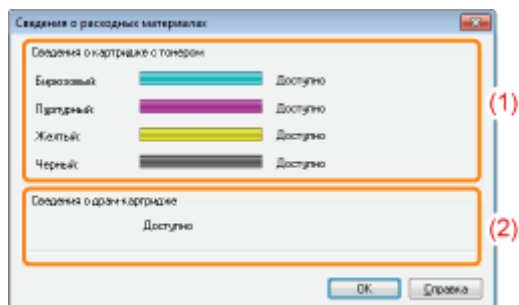 Сведения о расходных материалах
Сведения о картридже с тонером
Бирюзовый: Доступно
Пурпурный: Доступно
(1)
Желтый: Доступно
Черный: Доступно
Сведения о драм-картридже
Доступно
(2)
OK Справка